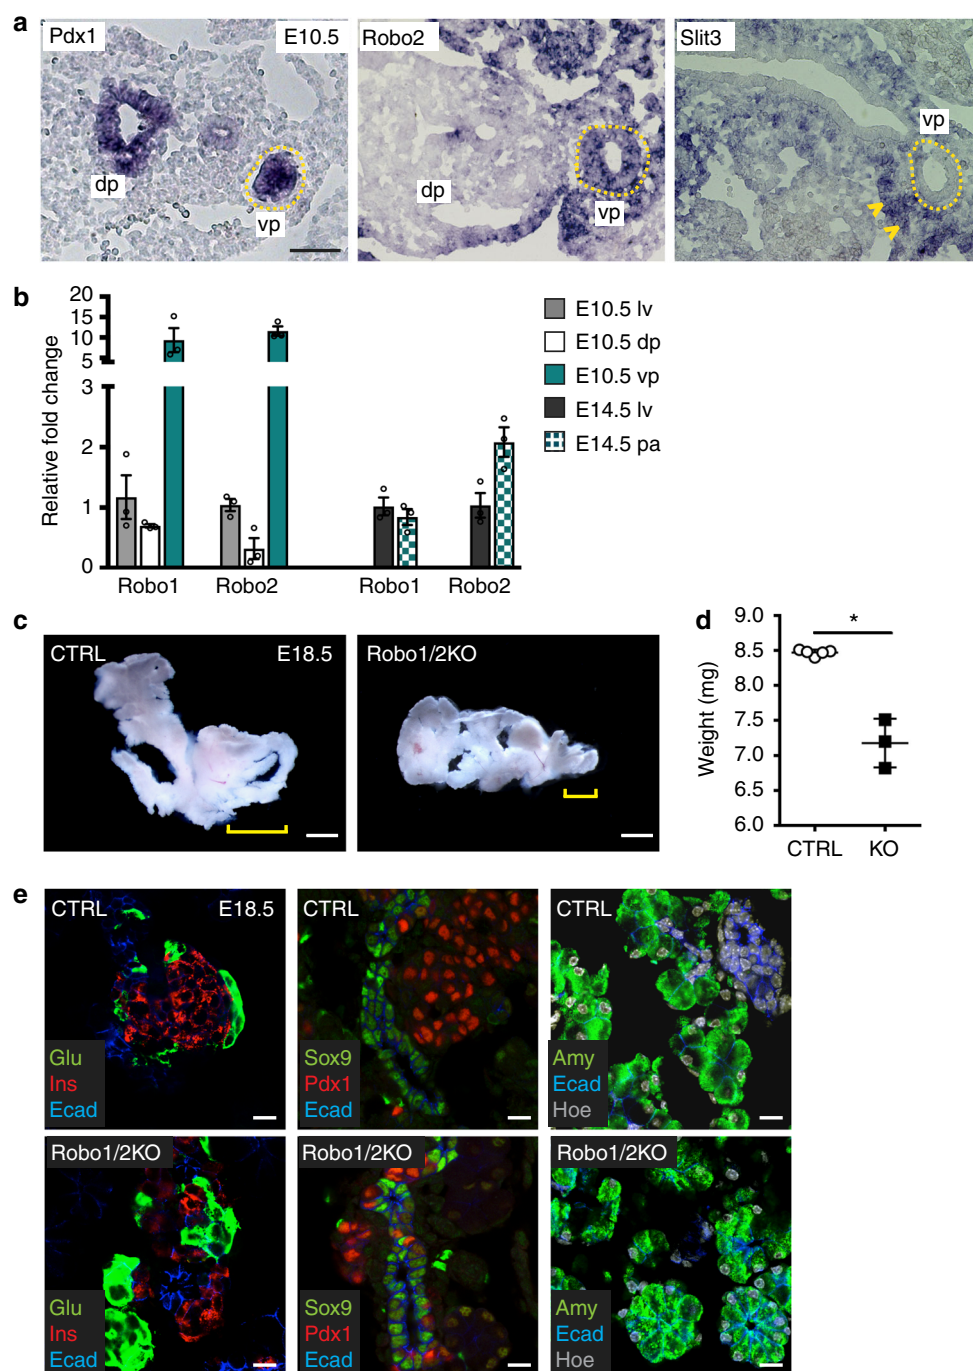 a
Pdx1 E10.5
dp
vp
Robo2
dp
vp
Slit3
vp
b
Relative fold change
20
15
10
5
3
2
1
0
Robo1 Robo2 Robo1 Robo2
E10.5 lv
E10.5 dp
E10.5 vp
E14.5 lv
E14.5 pa
c
CTRL E18.5
Robo1/2KO
d
Weight (mg)
9.0
8.5
8.0
7.5
7.0
6.5
6.0
*
CTRL KO
e
CTRL E18.5
Glu
Ins
Ecad
CTRL
Sox9
Pdx1
Ecad
CTRL
Amy
Ecad
Hoe
Robo1/2KO
Glu
Ins
Ecad
Robo1/2KO
Sox9
Pdx1
Ecad
Robo1/2KO
Amy
Ecad
Hoe